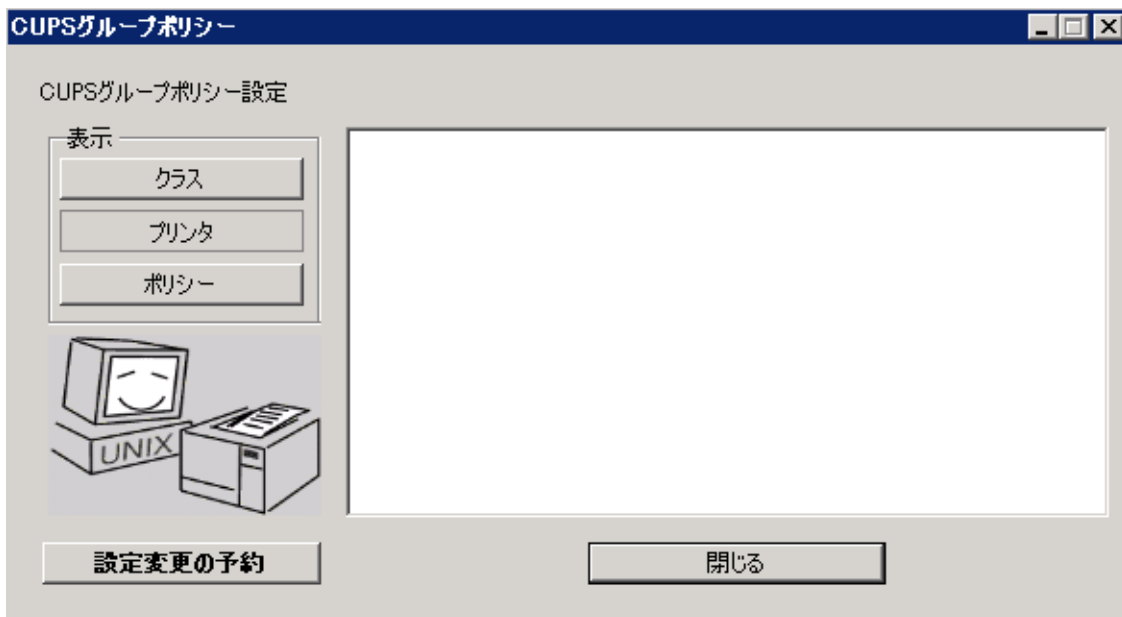 CUPSグループポリシー
CUPSグループポリシー設定
表示
クラス
プリンタ
ポリシー
UNIX
設定変更の予約
閉じる